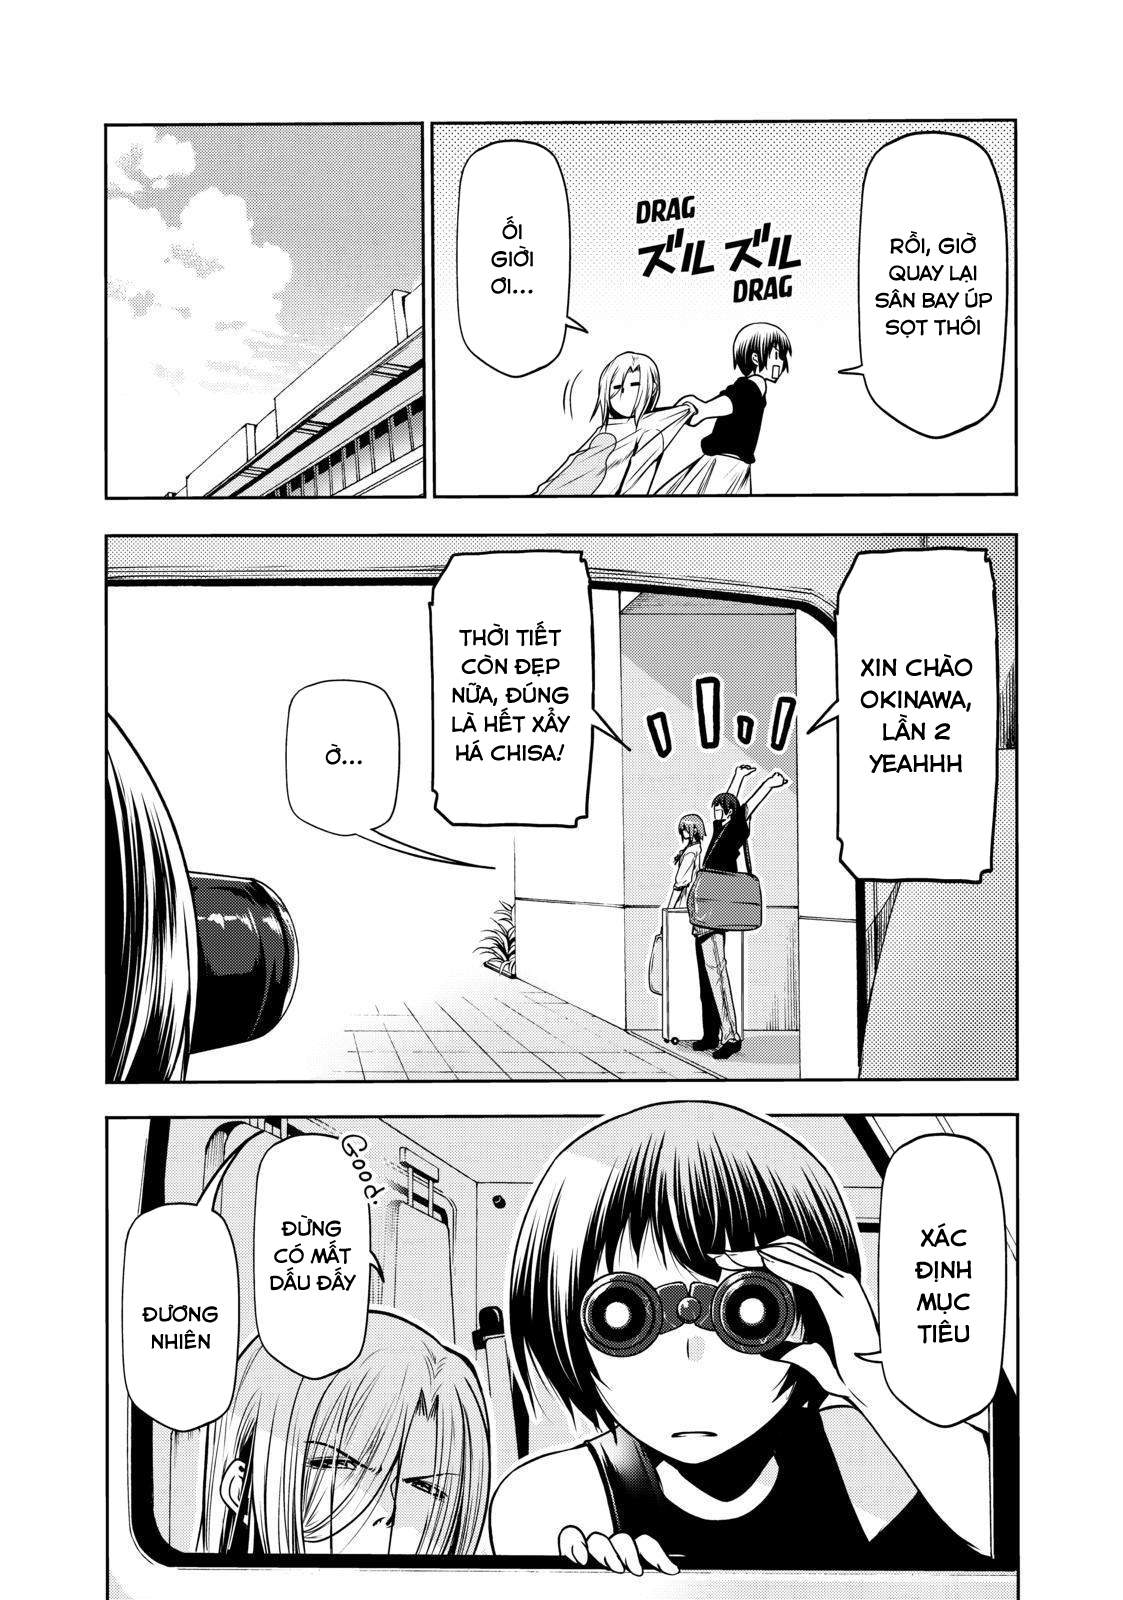 RỒI, GIỜ
QUAY LẠI
SÂN BAY ÚP
SỌT THÔI
DRAG
ズル ズル
DRAG
ỐI
GIỜI
ƠI...
XIN CHÀO
OKINAWA,
LẦN 2
YEAHHH
THỜI TIẾT
CÒN ĐẸP
NỮA, ĐÚNG
LÀ HẾT XẨY
HÁ CHISA!
Ờ...
XÁC
ĐỊNH
MỤC
TIÊU
Good.
ĐỪNG
CÓ MẤT
DẤU ĐẤY
ĐƯƠNG
NHIÊN